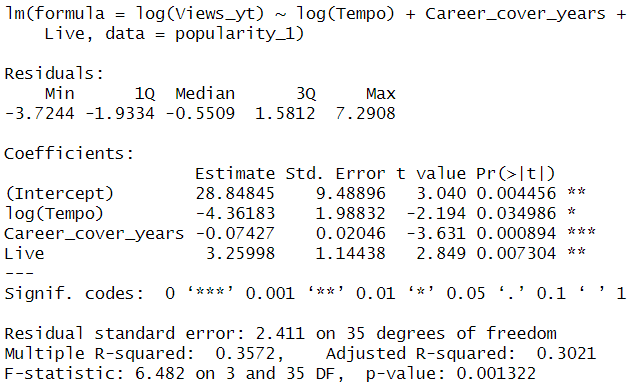 lm(formula = log(Views_yt) ~ log(Tempo) + Career_cover_years +
    Live, data = popularity_1)

Residuals:
    Min      1Q  Median      3Q     Max
-3.7244 -1.9334 -0.5509  1.5812  7.2908

Coefficients:
                   Estimate Std. Error t value Pr(>|t|)
(Intercept)        28.84845    9.48896   3.040 0.004456 **
log(Tempo)         -4.36183    1.98832  -2.194 0.034986 *
Career_cover_years -0.07427    0.02046  -3.631 0.000894 ***
Live                3.25998    1.14438   2.849 0.007304 **
---
Signif. codes:  0 ‘***’ 0.001 ‘**’ 0.01 ‘*’ 0.05 ‘.’ 0.1 ‘ ’ 1

Residual standard error: 2.411 on 35 degrees of freedom
Multiple R-squared:  0.3572,    Adjusted R-squared:  0.3021
F-statistic: 6.482 on 3 and 35 DF,  p-value: 0.001322